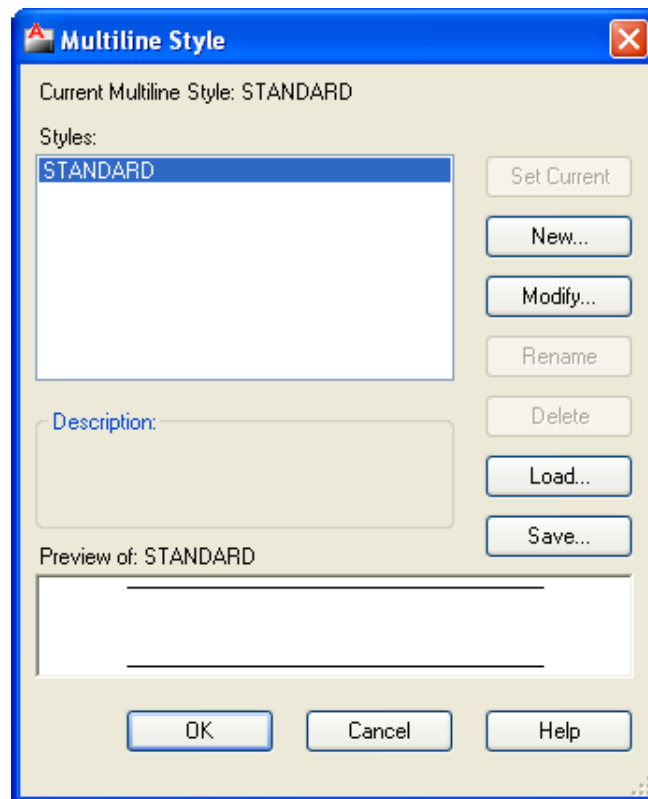 Multiline Style
Current Multiline Style: STANDARD
Styles:
STANDARD
Set Current
New...
Modify...
Rename
Delete
Load...
Save...
Description:
Preview of: STANDARD
OK
Cancel
Help